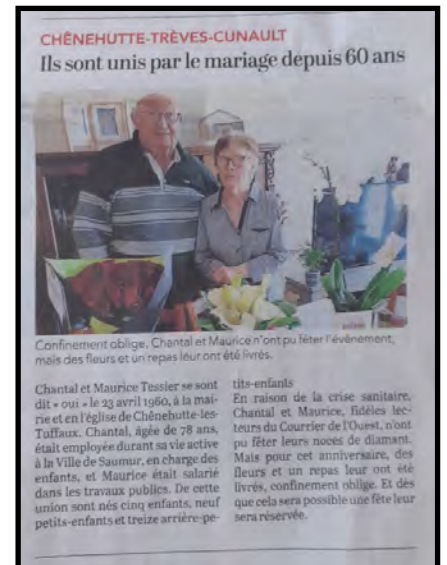 CHÊNEHUTTE-TRÈVES-CUNAULT
Ils sont unis par le mariage depuis 60 ans
Confinement oblige, Chantal et Maurice n'ont pu fêter l'événement,
mais des fleurs et un repas leur ont été livrés.
Chantal et Maurice Tessier se sont
dit « oui » le 23 avril 1960, à la mai-
rie et en l'église de Chênehutte-les-
Tuffaux. Chantal, âgée de 78 ans,
était employée durant sa vie active
à la Ville de Saumur, en charge des
enfants, et Maurice était salarié
dans les travaux publics. De cette
union sont nés cinq enfants, neuf
petits-enfants et treize arrière-pe-
tits-enfants
En raison de la crise sanitaire,
Chantal et Maurice, fidèles lec-
teurs du Courrier de l'Ouest, n'ont
pu fêter leurs noces de diamant.
Mais pour cet anniversaire, des
fleurs et un repas leur ont été
livrés, confinement oblige. Et dès
que cela sera possible une fête leur
sera réservée.